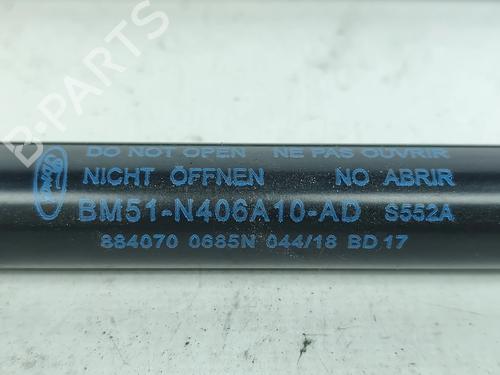 B-PARTS
Ford
DO NOT OPEN NE PAS OUVRIR
NICHT ÖFFNEN NO ABRIR
BM51-N406A10-AD S552A
884070 0685N 044/18 BD 17